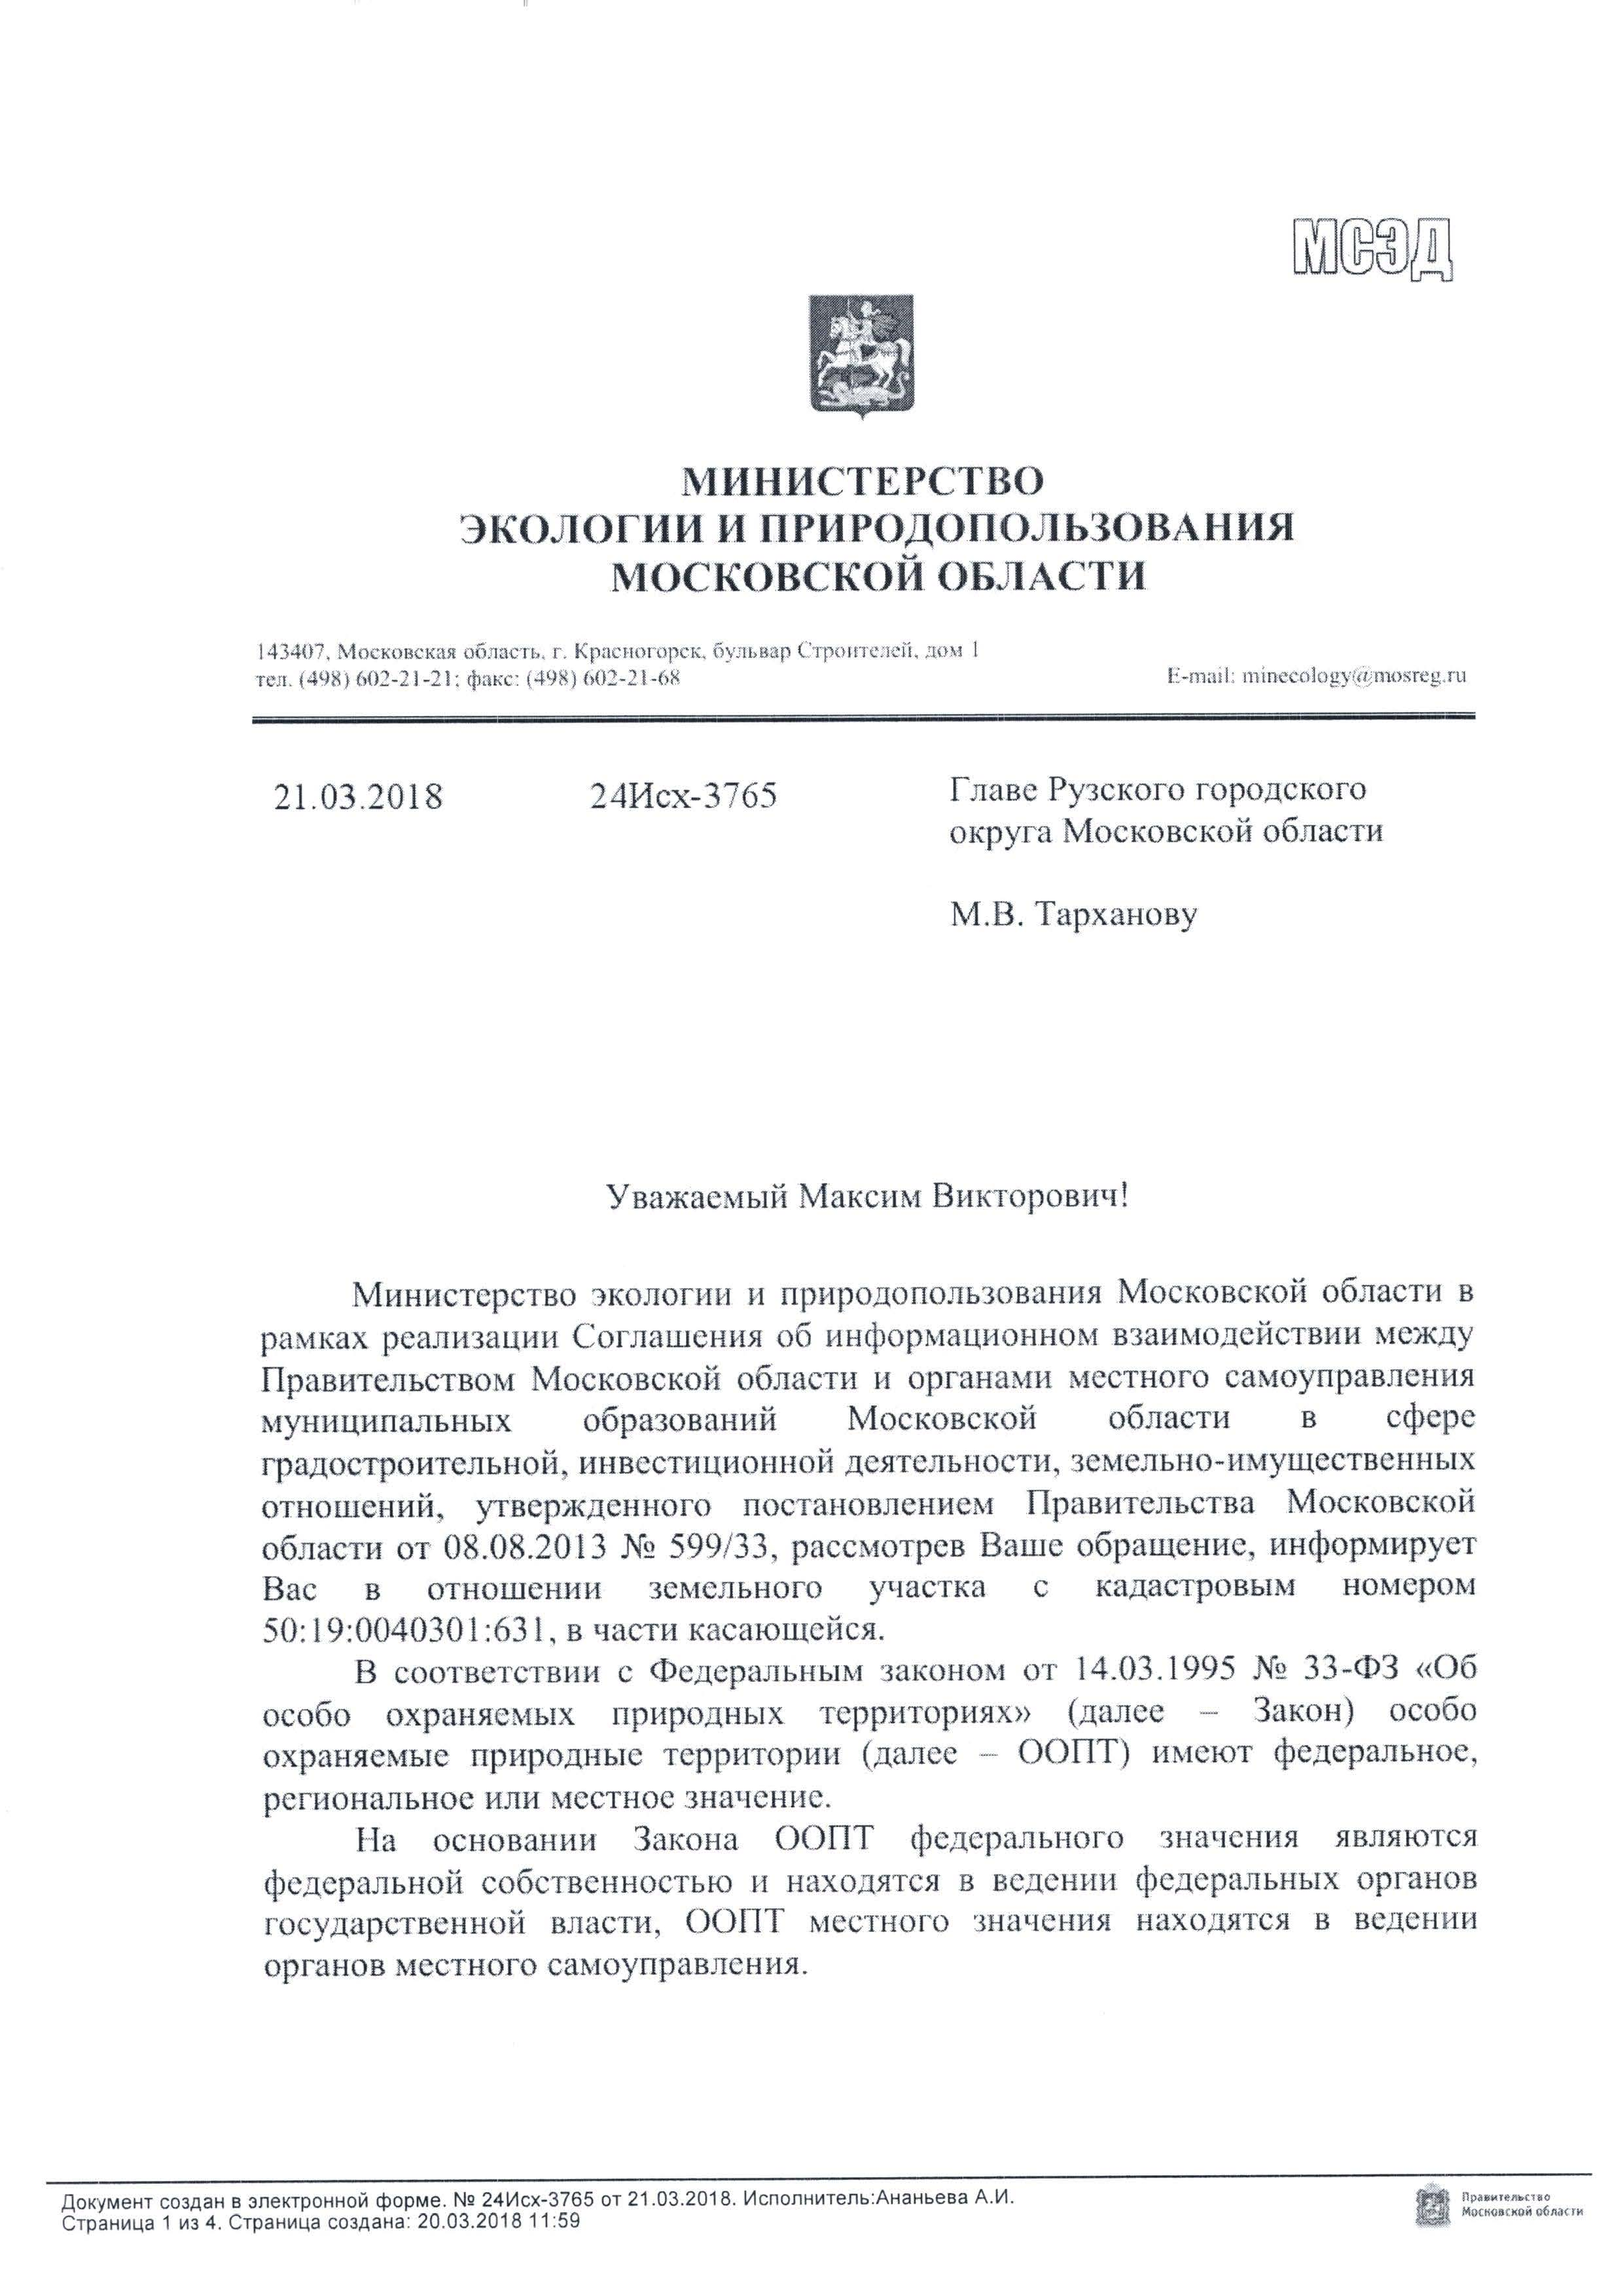 МСЭД
МИНИСТЕРСТВО
ЭКОЛОГИИ И ПРИРОДОПОЛЬЗОВАНИЯ
МОСКОВСКОЙ ОБЛАСТИ
143407, Московская область, г. Красногорск, бульвар Строителей, дом 1
тел. (498) 602-21-21; факс: (498) 602-21-68
E-mail: minecology@mosreg.ru
21.03.2018
24Исх-3765
Главе Рузского городского
округа Московской области
М.В. Тарханову
Уважаемый Максим Викторович!
Министерство экологии и природопользования Московской области в
рамках реализации Соглашения об информационном взаимодействии между
Правительством Московской области и органами местного самоуправления
муниципальных образований Московской области в сфере
градостроительной, инвестиционной деятельности, земельно-имущественных
отношений, утвержденного постановлением Правительства Московской
области от 08.08.2013 № 599/33, рассмотрев Ваше обращение, информирует
Вас в отношении земельного участка с кадастровым номером
50:19:0040301:631, в части касающейся.
В соответствии с Федеральным законом от 14.03.1995 № 33-ФЗ «Об
особо охраняемых природных территориях» (далее – Закон) особо
охраняемые природные территории (далее – ООПТ) имеют федеральное,
региональное или местное значение.
На основании Закона ООПТ федерального значения являются
федеральной собственностью и находятся в ведении федеральных органов
государственной власти, ООПТ местного значения находятся в ведении
органов местного самоуправления.
Документ создан в электронной форме. № 24Исх-3765 от 21.03.2018. Исполнитель:Ананьева А.И.
Страница 1 из 4. Страница создана: 20.03.2018 11:59
Правительство
Московской области